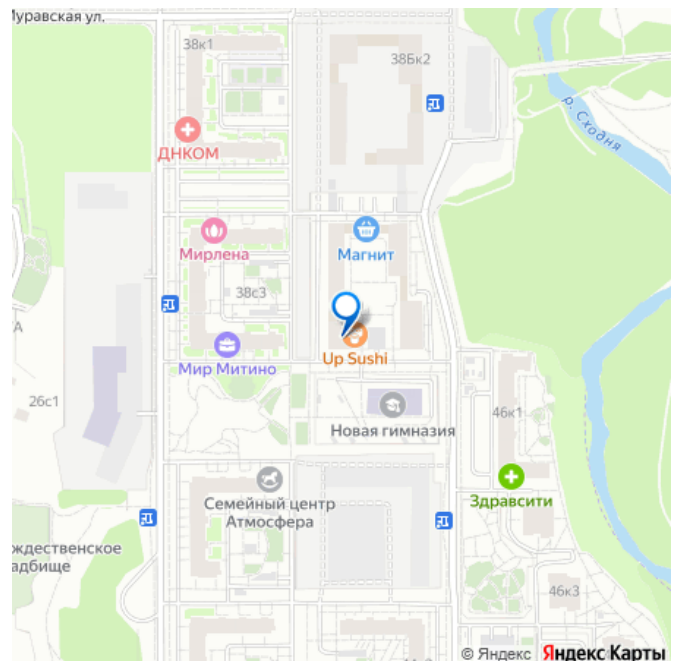 Муравская ул.
38к1
38Бк2
р. Сходня
ДНКОМ
Мирлена
Магнит
38с3
Up Sushi
Мир Митино
26с1
Новая гимназия
46к1
Здравсити
Семейный центр
Атмосфера
ждественское
адбище
46к3
© Яндекс Яндекс Карты